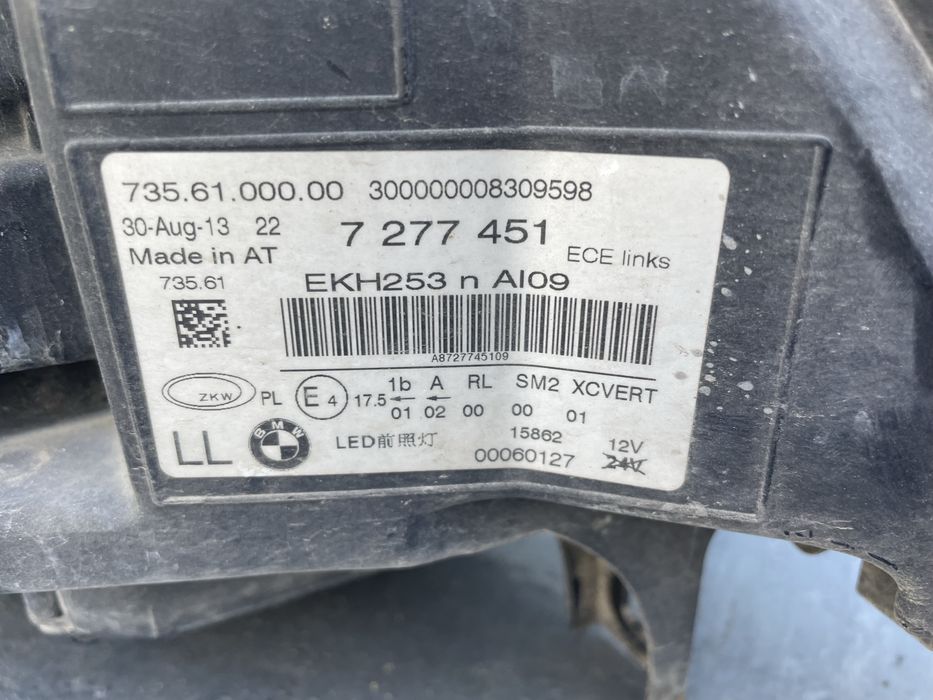 735.61.000.00 300000008309598
30-Aug-13 22 7 277 451
Made in AT ECE links
735.61 EKH253 n AI09
A8727745109
ZKW PL E4 17.5 1b A RL SM2 XCVERT
01 02 00 00 01
LL BMW LED前照灯 15862 12V
00060127 24V